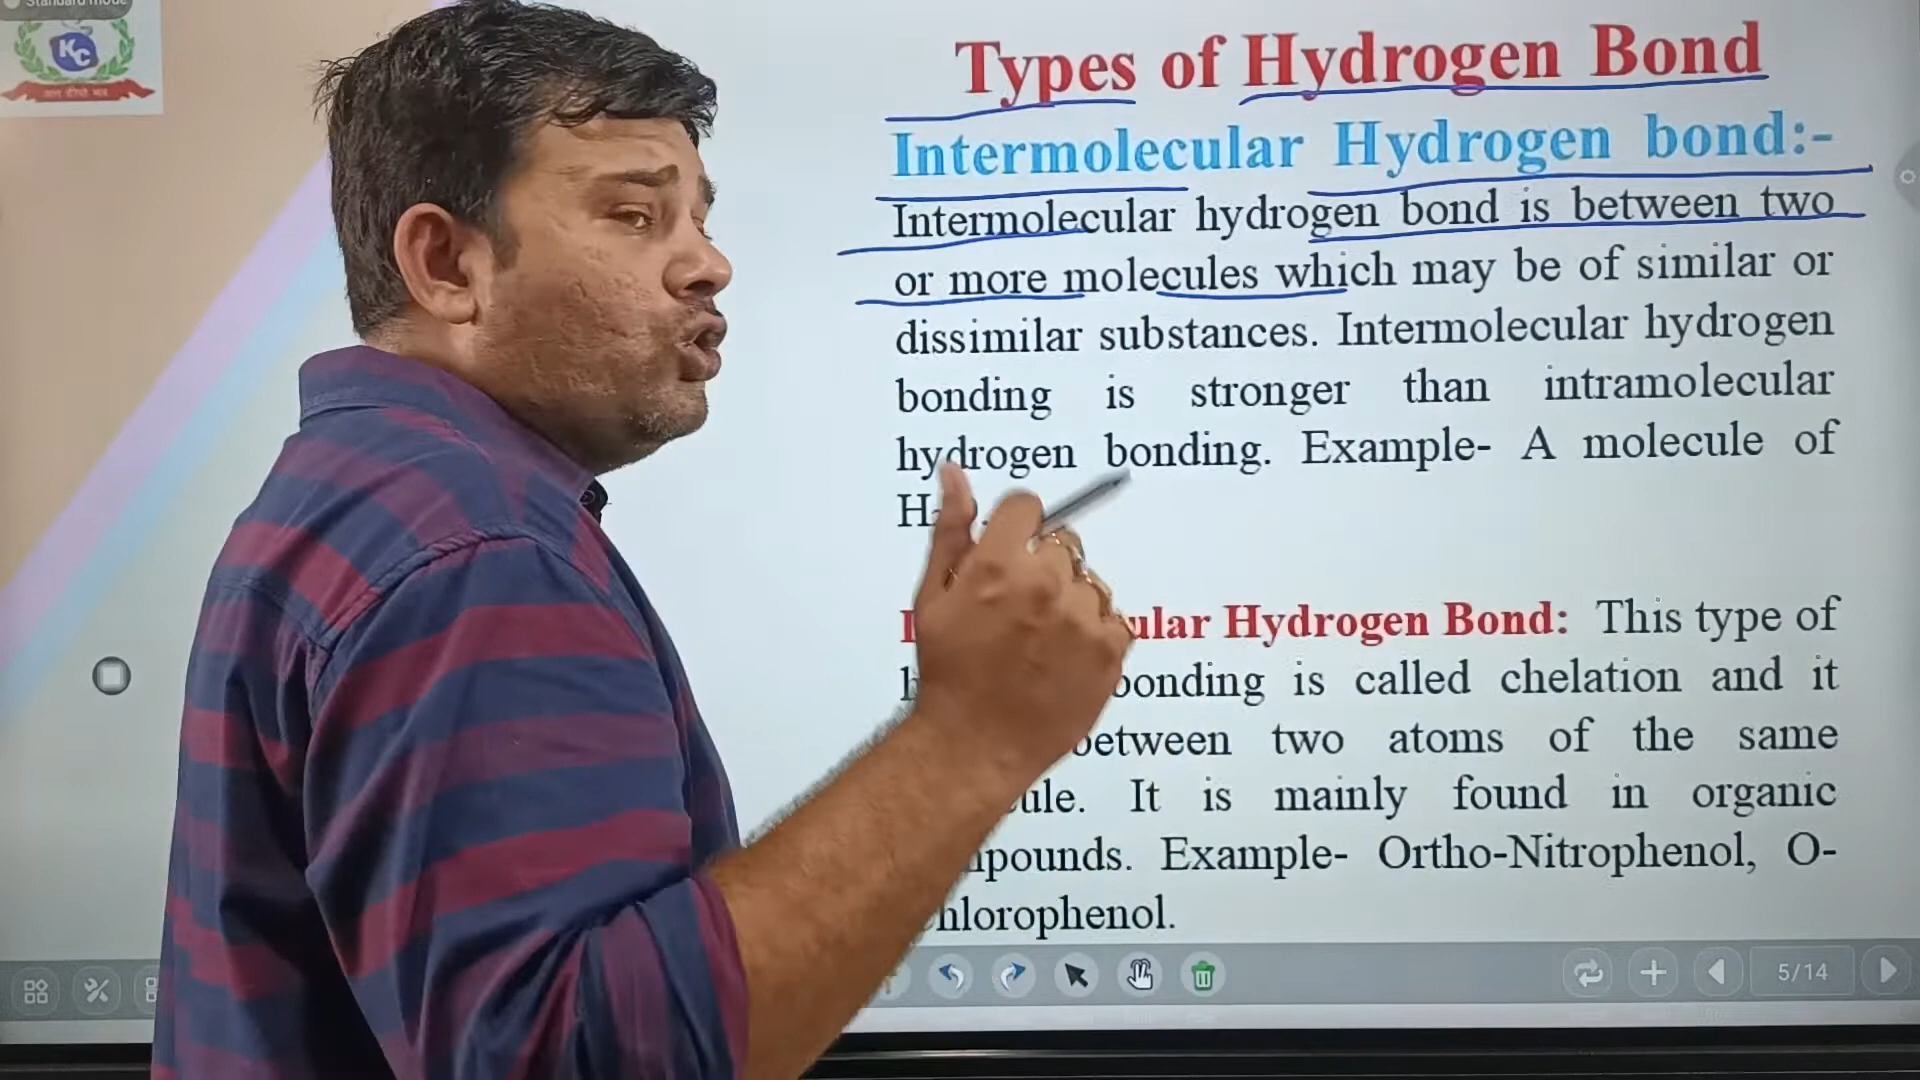 Standard mode
KC
Types of Hydrogen Bond
Intermolecular Hydrogen bond:-
Intermolecular hydrogen bond is between two
or more molecules which may be of similar or
dissimilar substances. Intermolecular hydrogen
bonding is stronger than intramolecular
hydrogen bonding. Example- A molecule of
Hydrogen Bond: This type of
bonding is called chelation and it
between two atoms of the same
It is mainly found in organic
Example- Ortho-Nitrophenol, O-
hlorophenol.
5/14